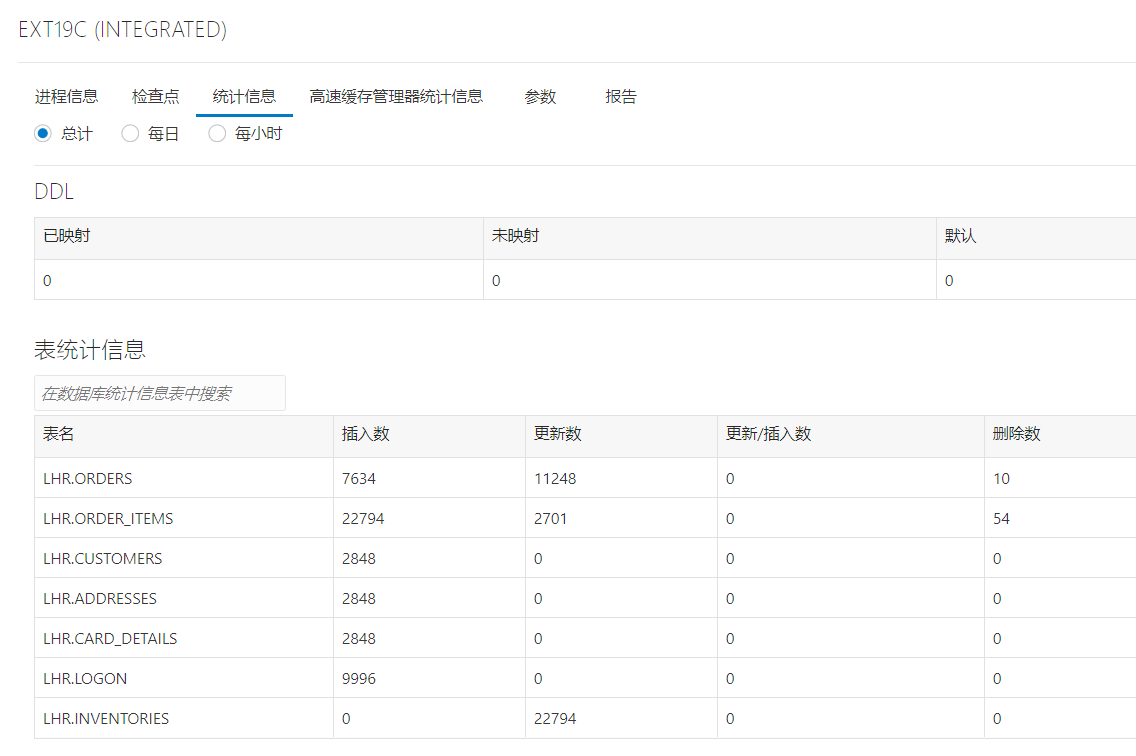 EXT19C (INTEGRATED)
进程信息 检查点 统计信息 高速缓存管理器统计信息 参数 报告
总计 每日 每小时
DDL
已映射 未映射 默认
0 0 0
表统计信息
在数据库统计信息表中搜索
表名 插入数 更新数 更新/插入数 删除数
LHR.ORDERS 7634 11248 0 10
LHR.ORDER_ITEMS 22794 2701 0 54
LHR.CUSTOMERS 2848 0 0 0
LHR.ADDRESSES 2848 0 0 0
LHR.CARD_DETAILS 2848 0 0 0
LHR.LOGON 9996 0 0 0
LHR.INVENTORIES 0 22794 0 0